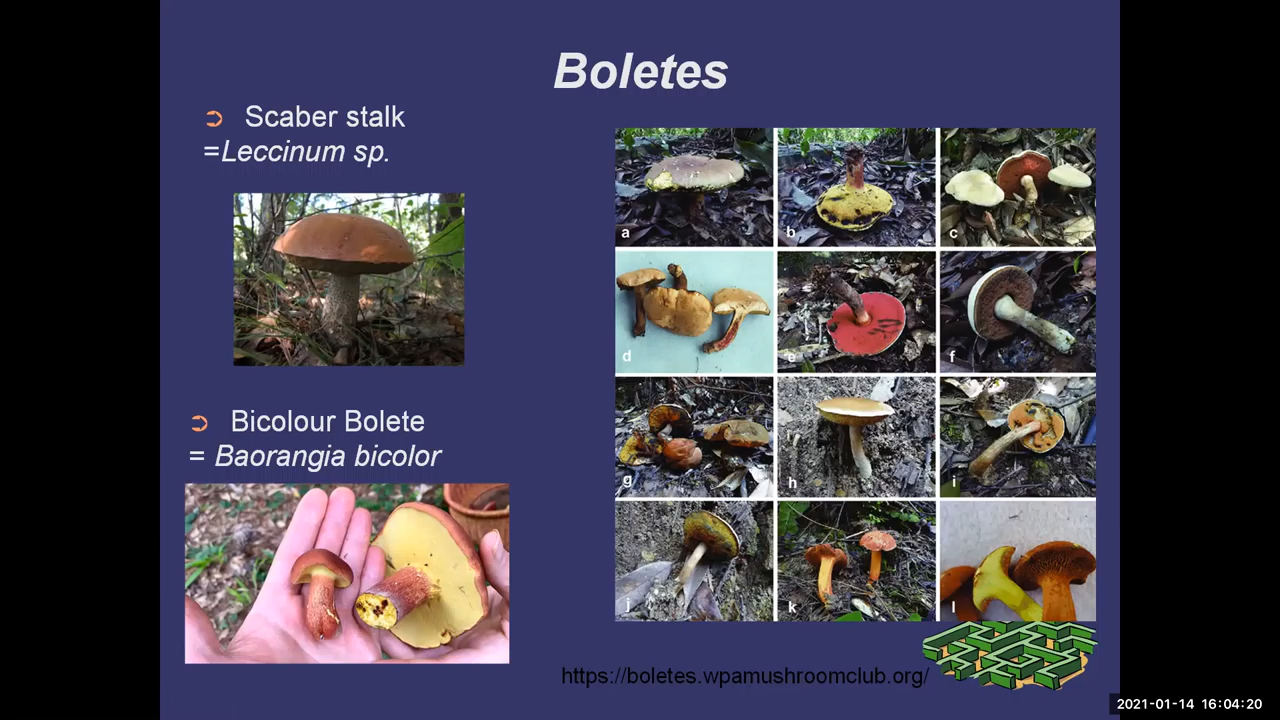 Boletes
➲ Scaber stalk
=Leccinum sp.
➲ Bicolour Bolete
= Baorangia bicolor
a
b
c
d
e
f
g
h
i
j
k
l
https://boletes.wpamushroomclub.org/
2021-01-14 16:04:20